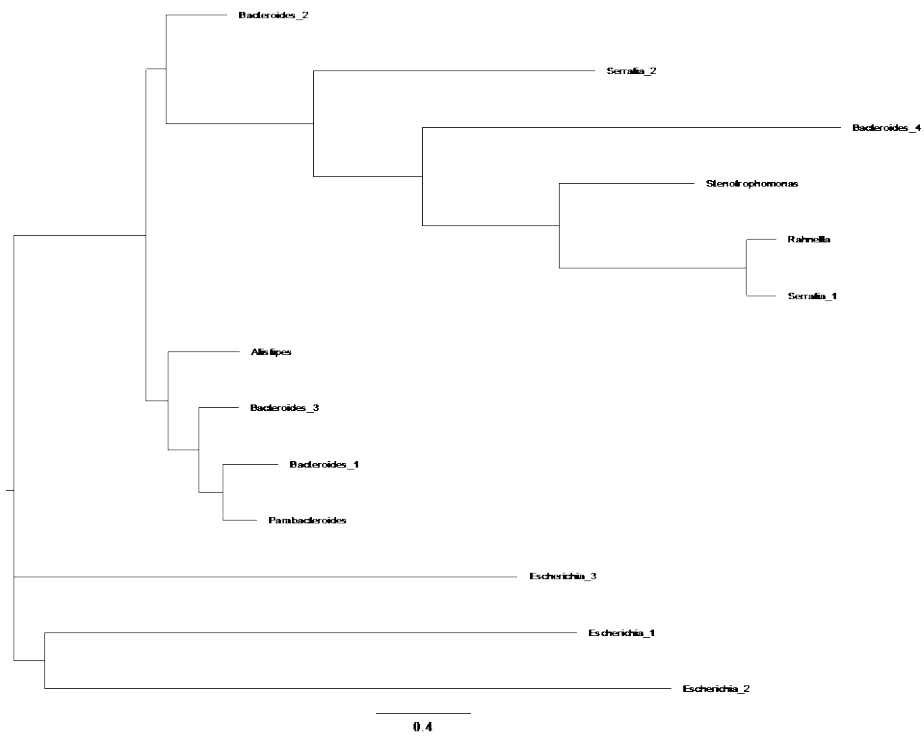 Bacteroides_2
Serratia_2
Bacteroides_4
Stenotrophomonas
Rahnella
Serratia_1
Alistipes
Bacteroides_3
Bacteroides_1
Parabacteroides
Escherichia_3
Escherichia_1
Escherichia_2
0.4